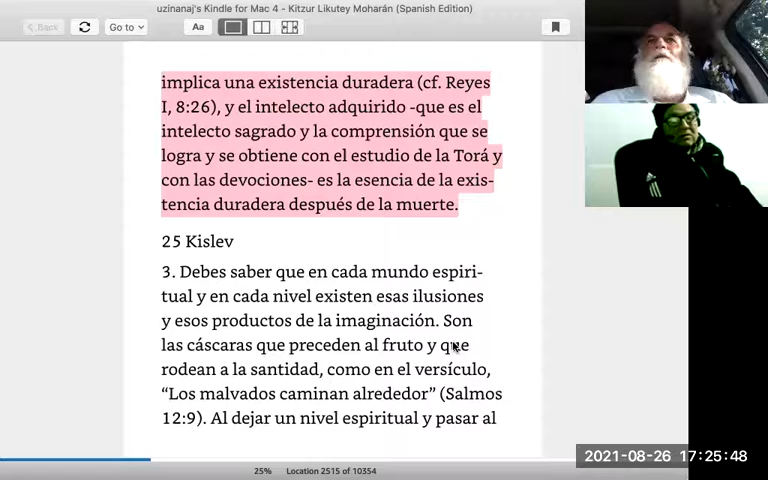 uzinanaj's Kindle for Mac 4 - Kitzur Likutey Moharán (Spanish Edition)
Back
Go to
Aa
implica una existencia duradera (cf. Reyes
I, 8:26), y el intelecto adquirido -que es el
intelecto sagrado y la comprensión que se
logra y se obtiene con el estudio de la Torá y
con las devociones- es la esencia de la exis-
tencia duradera después de la muerte.
25 Kislev
3. Debes saber que en cada mundo espiri-
tual y en cada nivel existen esas ilusiones
y esos productos de la imaginación. Son
las cáscaras que preceden al fruto y que
rodean a la santidad, como en el versículo,
“Los malvados caminan alrededor” (Salmos
12:9). Al dejar un nivel espiritual y pasar al
25% Location 2515 of 10354
2021-08-26 17:25:48